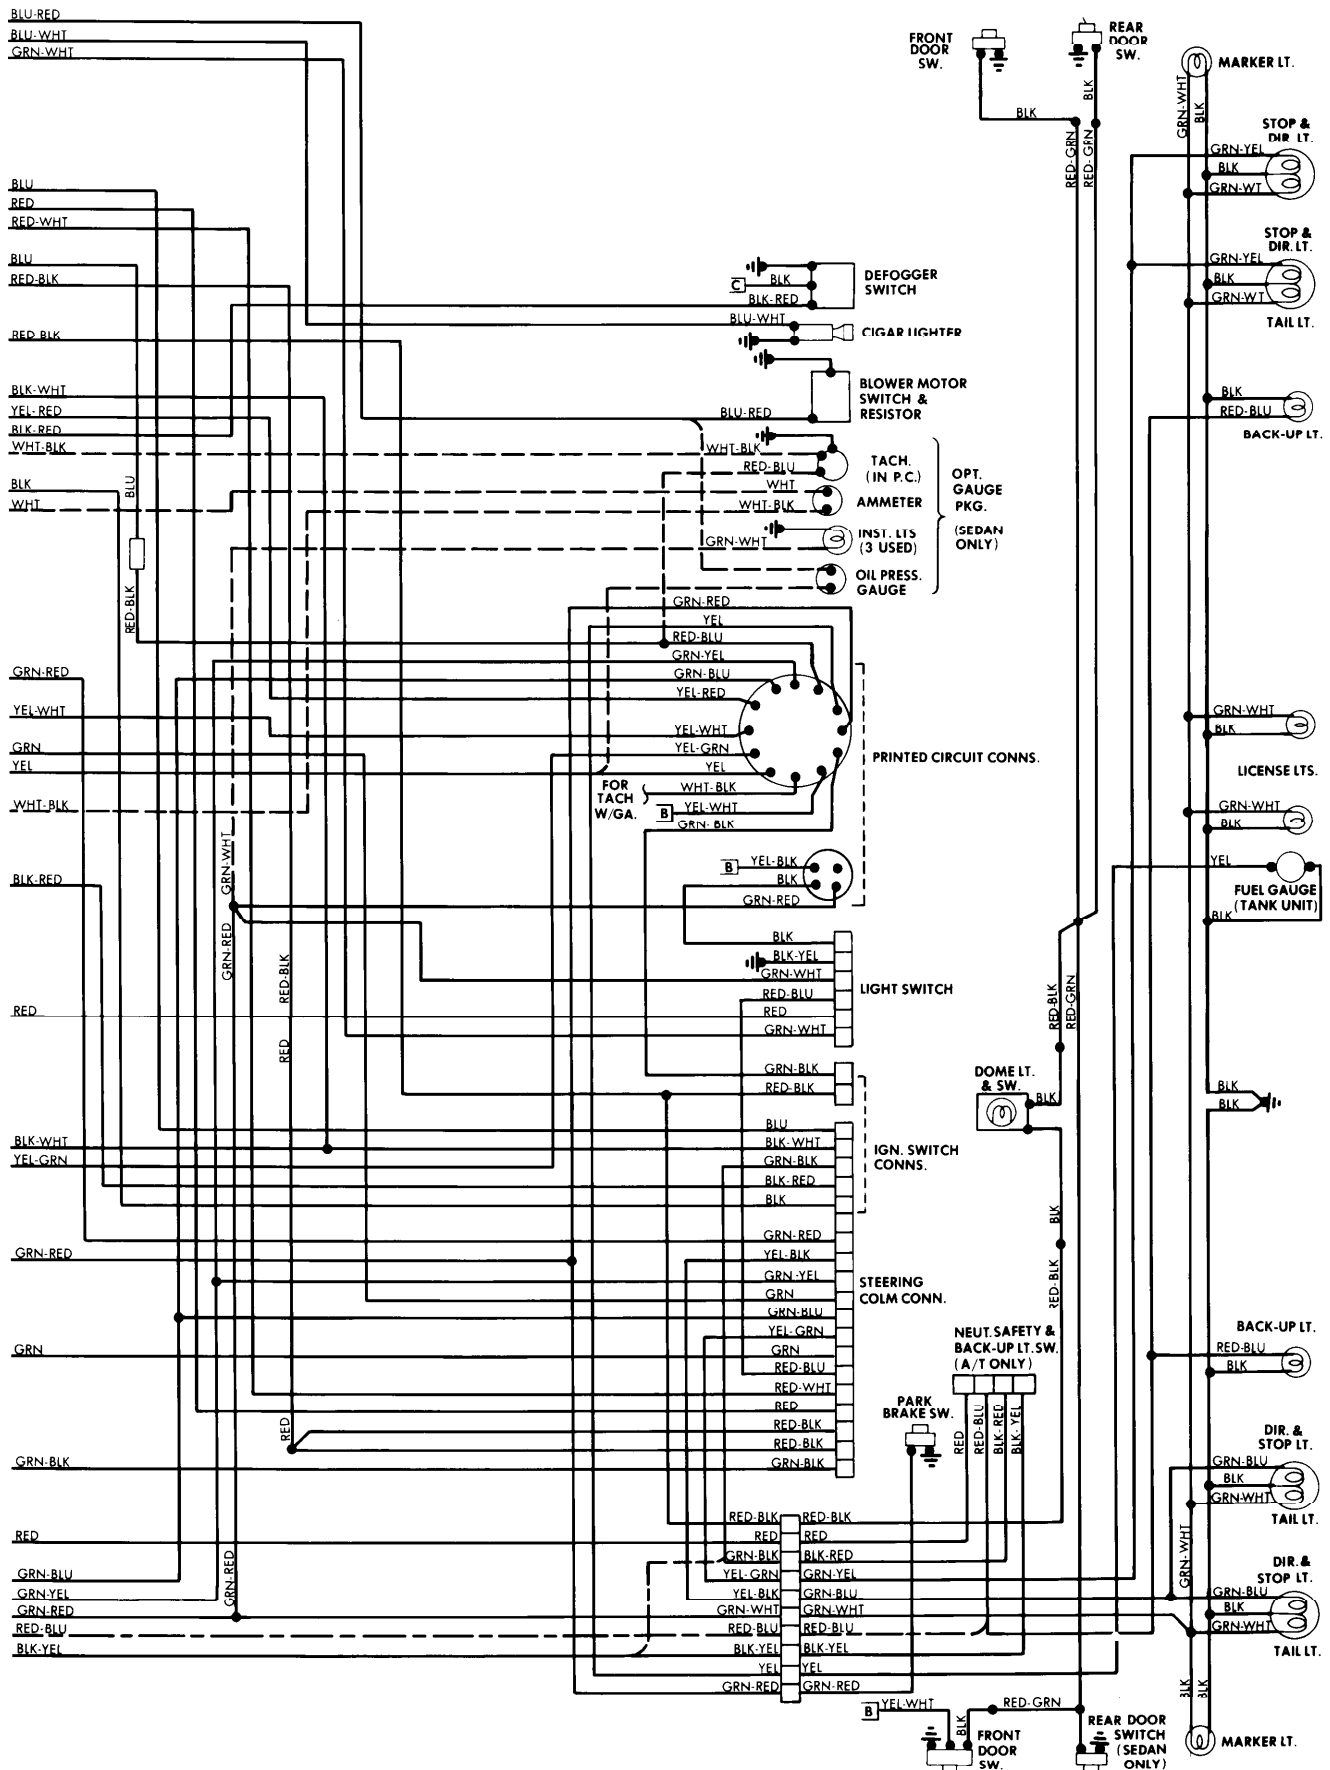 BLU-RED
BLU-WHT
GRN-WHT
FRONT
DOOR
SW.
REAR
DOOR
SW.
BLK
BLK
RED-GRN
RED-GRN
GRN-WHT
BLK
MARKER LT.
STOP &
DIR. LT.
GRN-YEL
BLK
GRN-WT
STOP &
DIR. LT.
GRN-YEL
BLK
GRN-WT
TAIL LT.
BLK
RED-BLU
BACK-UP LT.
BLU
RED
RED-WHT
BLU
RED-BLK
RED-BLK
BLK-WHT
YEL-RED
BLK-RED
WHT-BLK
BLK
WHT
BLU
RED-BLK
C
BLK
BLK-RED
DEFOGGER
SWITCH
BLU-WHT
CIGAR LIGHTER
BLU-RED
BLOWER MOTOR
SWITCH &
RESISTOR
WHT-BLK
RED-BLU
TACH.
(IN P.C.)
WHT
WHT-BLK
AMMETER
GRN-WHT
INST. LTS
(3 USED)
OIL PRESS.
GAUGE
OPT.
GAUGE
PKG.
(SEDAN
ONLY)
GRN-RED
YEL
RED-BLU
GRN-YEL
GRN-BLU
YEL-RED
YEL-WHT
YEL-GRN
YEL
FOR
TACH
W/GA.
WHT-BLK
B
YEL-WHT
GRN-BLK
PRINTED CIRCUIT CONNS.
GRN-RED
YEL-WHT
GRN
YEL
WHT-BLK
GRN-WHT
BLK-RED
B
YEL-BLK
BLK
GRN-RED
GRN-RED
RED-BLK
BLK
BLK-YEL
GRN-WHT
RED-BLU
RED
GRN-WHT
LIGHT SWITCH
RED
RED
GRN-WHT
BLK
LICENSE LTS.
GRN-WHT
BLK
YEL
FUEL GAUGE
(TANK UNIT)
BLK
RED-BLK
RED-GRN
DOME LT.
& SW.
BLK
BLK
BLK
GRN-BLK
RED-BLK
BLU
BLK-WHT
GRN-BLK
BLK-RED
BLK
IGN. SWITCH
CONNS.
BLK-WHT
YEL-GRN
BLK
RED-BLK
GRN-RED
GRN-RED
YEL-BLK
GRN-YEL
GRN
GRN-BLU
YEL-GRN
GRN
RED-BLU
RED-WHT
RED
RED-BLK
RED-BLK
GRN-BLK
STEERING
COLM CONN.
GRN
RED
GRN-BLK
NEUT. SAFETY &
BACK-UP LT. SW.
(A/T ONLY)
RED
RED-BLU
BLK-RED
BLK-YEL
PARK
BRAKE SW.
BACK-UP LT.
RED-BLU
BLK
DIR. &
STOP LT.
GRN-BLU
BLK
GRN-WHT
TAIL LT.
GRN-WHT
DIR. &
STOP LT.
GRN-BLU
BLK
GRN-WHT
TAIL LT.
RED
GRN-BLU
GRN-YEL
GRN-RED
RED-BLU
BLK-YEL
GRN-RED
RED-BLK RED-BLK
RED RED
GRN-BLK BLK-RED
YEL-GRN GRN-YEL
YEL-BLK GRN-BLU
GRN-WHT GRN-WHT
RED-BLU RED-BLU
BLK-YEL BLK-YEL
YEL YEL
GRN-RED GRN-RED
B
YEL-WHT
BLK
RED-GRN
FRONT
DOOR
SW.
REAR DOOR
SWITCH
(SEDAN
ONLY)
BLK
BLK
MARKER LT.